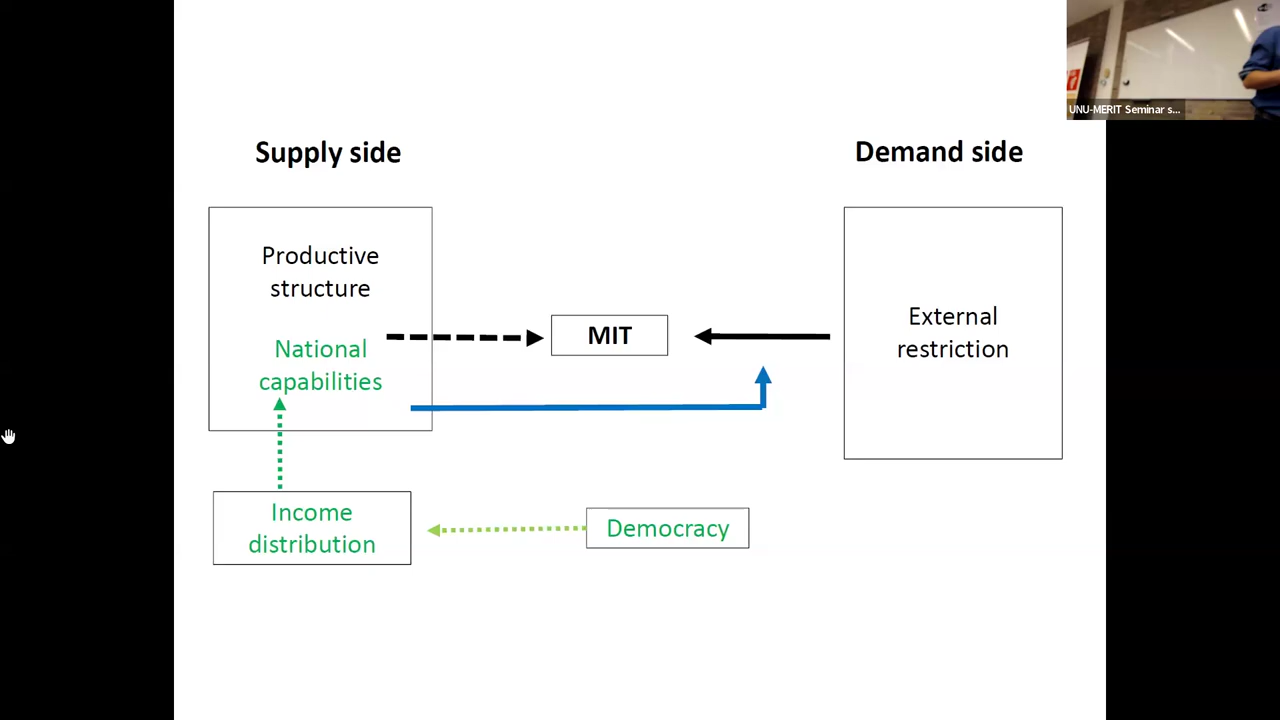 UNU-MERIT Seminar s...
Supply side
Demand side
Productive
structure
National
capabilities
MIT
External
restriction
Income
distribution
Democracy